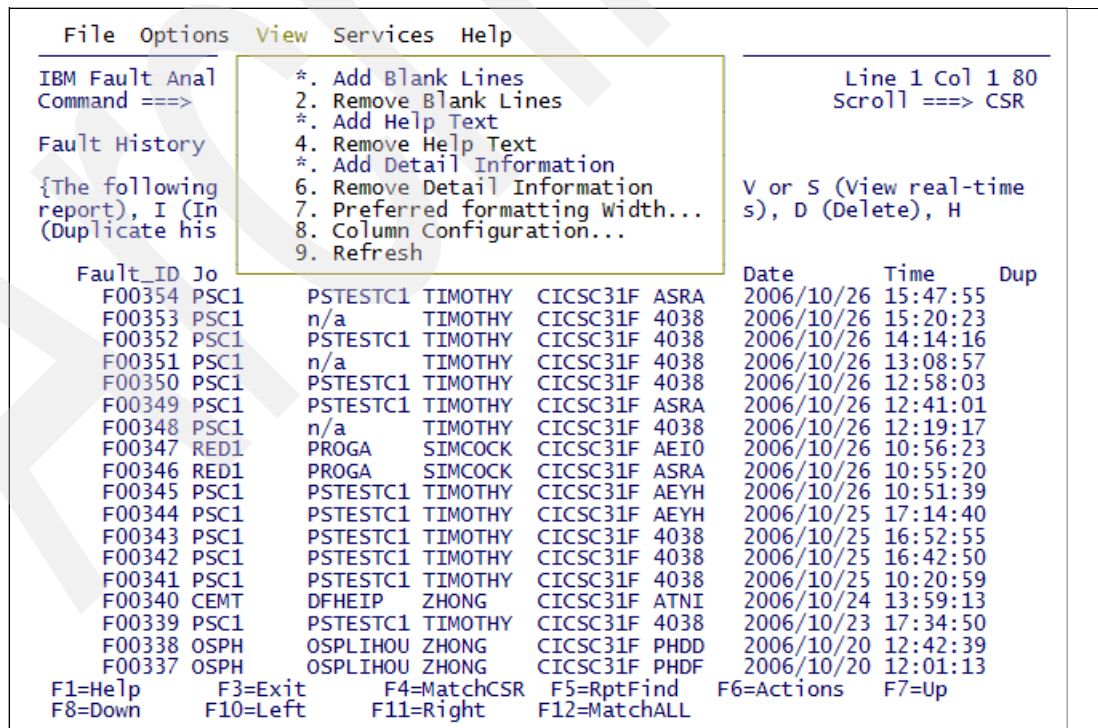 File Options View Services Help
IBM Fault Anal *. Add Blank Lines Line 1 Col 1 80
Command ===> 2. Remove Blank Lines Scroll ===> CSR
*. Add Help Text
Fault History 4. Remove Help Text
*. Add Detail Information
{The following 6. Remove Detail Information V or S (View real-time
report), I (In 7. Preferred formatting Width... s), D (Delete), H
(Duplicate his 8. Column Configuration...
9. Refresh
Fault_ID Jo Date Time Dup
F00354 PSC1 PSTESTC1 TIMOTHY CICSC31F ASRA 2006/10/26 15:47:55
F00353 PSC1 n/a TIMOTHY CICSC31F 4038 2006/10/26 15:20:23
F00352 PSC1 PSTESTC1 TIMOTHY CICSC31F 4038 2006/10/26 14:14:16
F00351 PSC1 n/a TIMOTHY CICSC31F 4038 2006/10/26 13:08:57
F00350 PSC1 PSTESTC1 TIMOTHY CICSC31F 4038 2006/10/26 12:58:03
F00349 PSC1 PSTESTC1 TIMOTHY CICSC31F ASRA 2006/10/26 12:41:01
F00348 PSC1 n/a TIMOTHY CICSC31F 4038 2006/10/26 12:19:17
F00347 RED1 PROGA SIMCOCK CICSC31F AEI0 2006/10/26 10:56:23
F00346 RED1 PROGA SIMCOCK CICSC31F ASRA 2006/10/26 10:55:20
F00345 PSC1 PSTESTC1 TIMOTHY CICSC31F AEYH 2006/10/26 10:51:39
F00344 PSC1 PSTESTC1 TIMOTHY CICSC31F AEYH 2006/10/25 17:14:40
F00343 PSC1 PSTESTC1 TIMOTHY CICSC31F 4038 2006/10/25 16:52:55
F00342 PSC1 PSTESTC1 TIMOTHY CICSC31F 4038 2006/10/25 16:42:50
F00341 PSC1 PSTESTC1 TIMOTHY CICSC31F 4038 2006/10/25 10:20:59
F00340 CEMT DFHEIP ZHONG CICSC31F ATNI 2006/10/24 13:59:13
F00339 PSC1 PSTESTC1 TIMOTHY CICSC31F 4038 2006/10/23 17:34:50
F00338 OSPH OSPLIHOU ZHONG CICSC31F PHDD 2006/10/20 12:42:39
F00337 OSPH OSPLIHOU ZHONG CICSC31F PHDF 2006/10/20 12:01:13
F1=Help F3=Exit F4=MatchCSR F5=RptFind F6=Actions F7=Up
F8=Down F10=Left F11=Right F12=MatchALL